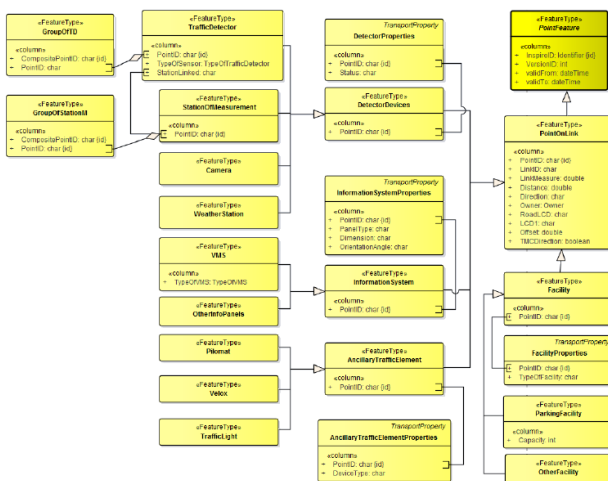 «FeatureType»
GroupOfTD
«column»
+ CompositePointID: char {id}
+ PointID: char
«FeatureType»
TrafficDetector
«column»
+ PointID: char {id}
+ TypeOfSensor: TypeOfTrafficDetector
+ StationLinked: char
«FeatureType»
GroupOfStationM
«column»
+ CompositePointID: char {id}
+ PointID: char {id}
«FeatureType»
StationOfMeasurement
«column»
+ PointID: char {id}
«FeatureType»
Camera
«FeatureType»
WeatherStation
«FeatureType»
VMS
«column»
+ TypeOfVMS: TypeOfVMS
«FeatureType»
OtherInfoPanels
«FeatureType»
Pilomat
«FeatureType»
Velox
«FeatureType»
TrafficLight
TransportProperty
«FeatureType»
DetectorProperties
«column»
+ PointID: char {id}
+ Status: char
«FeatureType»
DetectorDevices
«column»
+ PointID: char {id}
TransportProperty
«FeatureType»
InformationSystemProperties
«column»
+ PointID: char {id}
+ PanelType: char
+ Dimension: char
+ OrientationAngle: char
«FeatureType»
InformationSystem
«column»
+ PointID: char {id}
«FeatureType»
AncillaryTrafficElement
«column»
+ PointID: char {id}
TransportProperty
«FeatureType»
AncillaryTrafficElementProperties
«column»
+ PointID: char {id}
+ DeviceType: char
«FeatureType»
PointFeature
«column»
+ InspireID: Identifier {id}
+ VersionID: int
+ validFrom: dateTime
+ validTo: dateTime
«FeatureType»
PointOnLink
«column»
+ PointID: char {id}
+ LinkID: char
+ LinkMeasure: double
+ Distance: double
+ Direction: char
+ Owner: Owner
+ RoadLCD: char
+ LCD1: char
+ Offset: double
+ TMCDirection: boolean
«FeatureType»
Facility
«column»
+ PointID: char {id}
«FeatureType»
FacilityProperties
«column»
+ PointID: char {id}
+ TypeOfFacility: char
«FeatureType»
ParkingFacility
«column»
+ Capacity: int
«FeatureType»
OtherFacility